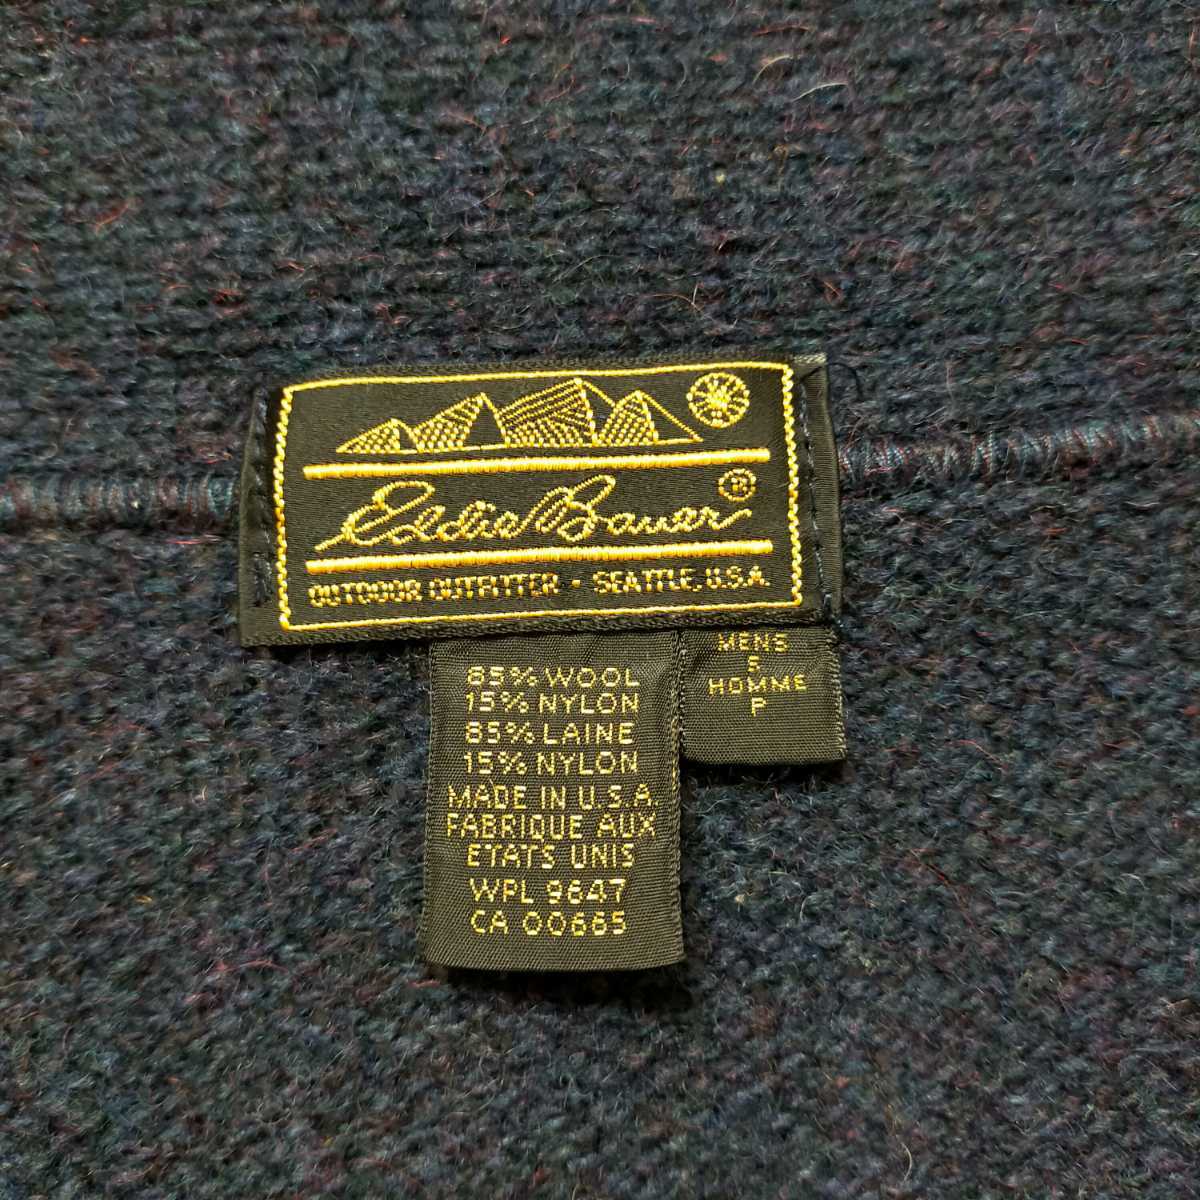 Eddie Bauer ®
OUTDOOR OUTFITTER - SEATTLE, U.S.A.
85% WOOL
15% NYLON
85% LAINE
15% NYLON
MADE IN U.S.A.
FABRIQUE AUX
ETATS UNIS
WPL 9647
CA 00665
MENS
S
HOMME
P